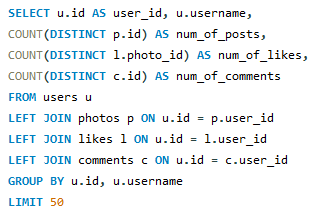 SELECT u.id AS user_id, u.username,
COUNT(DISTINCT p.id) AS num_of_posts,
COUNT(DISTINCT l.photo_id) AS num_of_likes,
COUNT(DISTINCT c.id) AS num_of_comments
FROM users u
LEFT JOIN photos p ON u.id = p.user_id
LEFT JOIN likes l ON u.id = l.user_id
LEFT JOIN comments c ON u.id = c.user_id
GROUP BY u.id, u.username
LIMIT 50